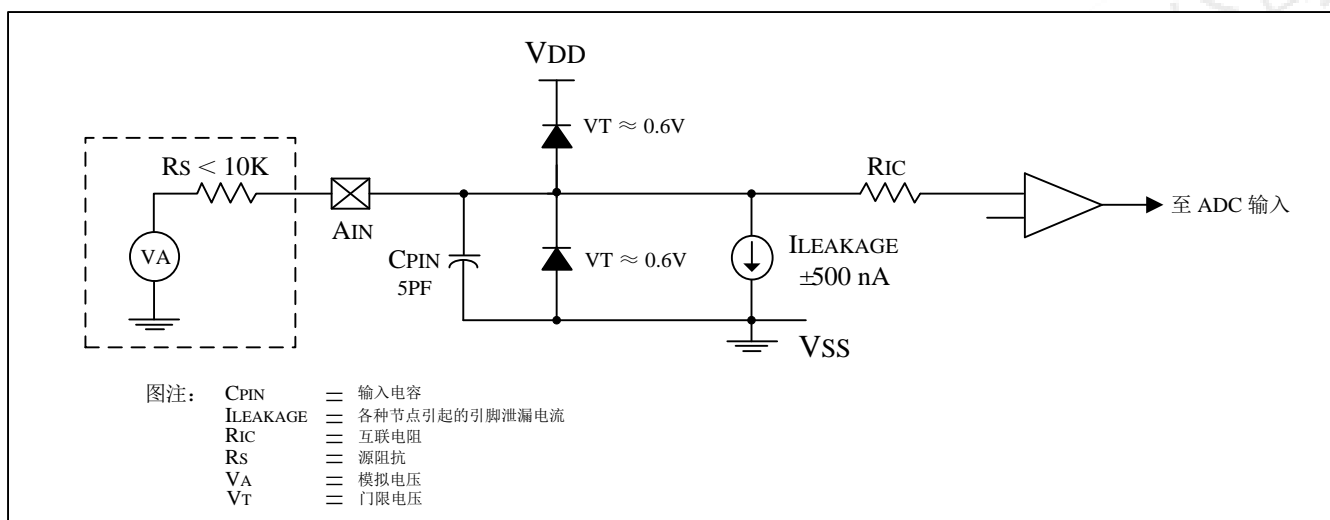 VDD
VT ≈ 0.6V
RS < 10K
RIC
AIN
VA
CPIN
5PF
VT ≈ 0.6V
ILEAKAGE
±500 nA
至 ADC 输入
VSS
图注： CPIN = 输入电容
ILEAKAGE = 各种节点引起的引脚泄漏电流
RIC = 互联电阻
RS = 源阻抗
VA = 模拟电压
VT = 门限电压